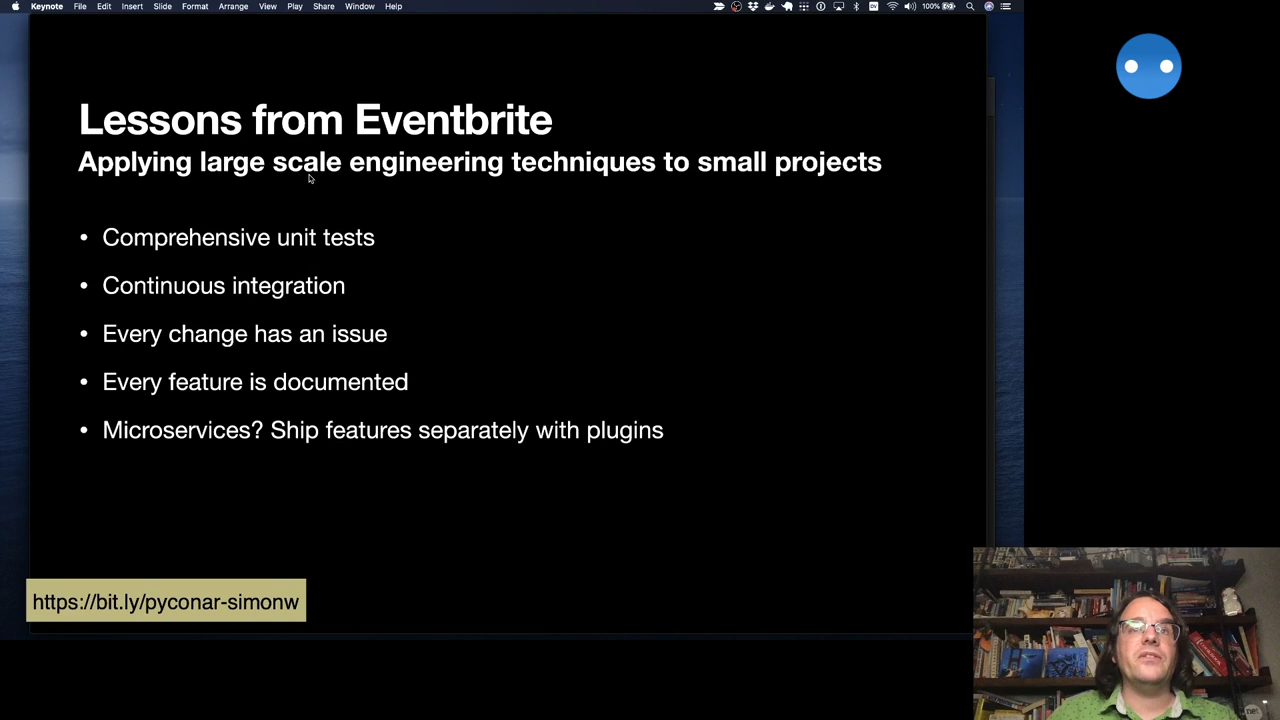 Keynote File Edit Insert Slide Format Arrange View Play Share Window Help 100%
Lessons from Eventbrite
Applying large scale engineering techniques to small projects
• Comprehensive unit tests
• Continuous integration
• Every change has an issue
• Every feature is documented
• Microservices? Ship features separately with plugins
https://bit.ly/pyconar-simonw